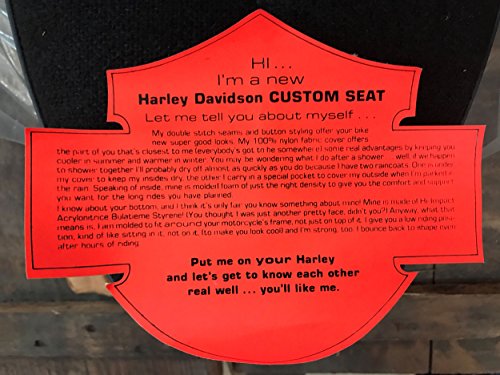 HI...
I'm a new
Harley Davidson CUSTOM SEAT
Let me tell you about myself...
My double stitch seams and button styling offer your bike
new super good looks. My 100% nylon fabric cover offers
the part of you that's closest to me (everybody's got to be somewhere) some real advantages by keeping you
cooler in summer and warmer in winter. You may be wondering what I do after a shower... well, if we happen
to shower together I'll probably dry off almost as quickly as you do because I have two raincoats. One is under
my cover to keep my insides dry, the other I carry in a special pocket to cover my outside when I'm parked in
the rain. Speaking of inside, mine is molded foam of just the right density to give you the comfort and support
you want for the long rides you have planned.
I know about your bottom and I think it's only fair you know something about mine! Mine is made of Hi-Impact
Acrylonitrice Bulatieme Styrene! (You thought I was just another pretty face, didn't you?) Anyway, what that
means is, I am molded to fit around your motorcycle's frame, not just on top of it. I give you a low riding posi-
tion, kind of like sitting in it, not on it, (to make you look cool) and I'm strong, too. I bounce back to shape even
after hours of riding.
Put me on your Harley
and let's get to know each other
real well... you'll like me.